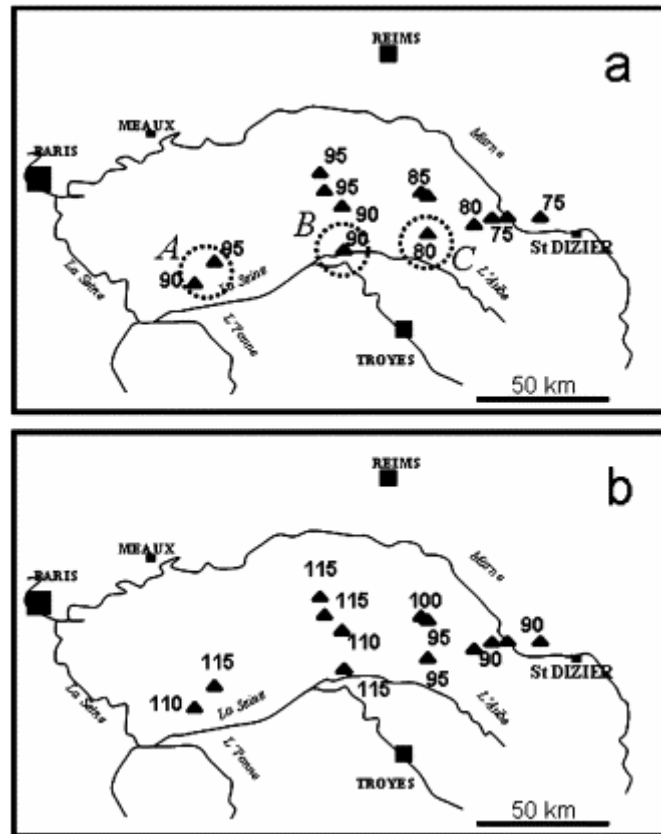 REIMS
a
MEAUX
Marne
PARIS
95
95
85
90
80
75
75
A
95
B
90
80
C
St DIZIER
90
La Seine
La Seine
L'Aube
L'Yonne
TROYES
50 km
REIMS
b
MEAUX
Marne
PARIS
115
115
100
110
95
90
90
115
115
95
St DIZIER
110
La Seine
La Seine
L'Aube
L'Yonne
TROYES
50 km